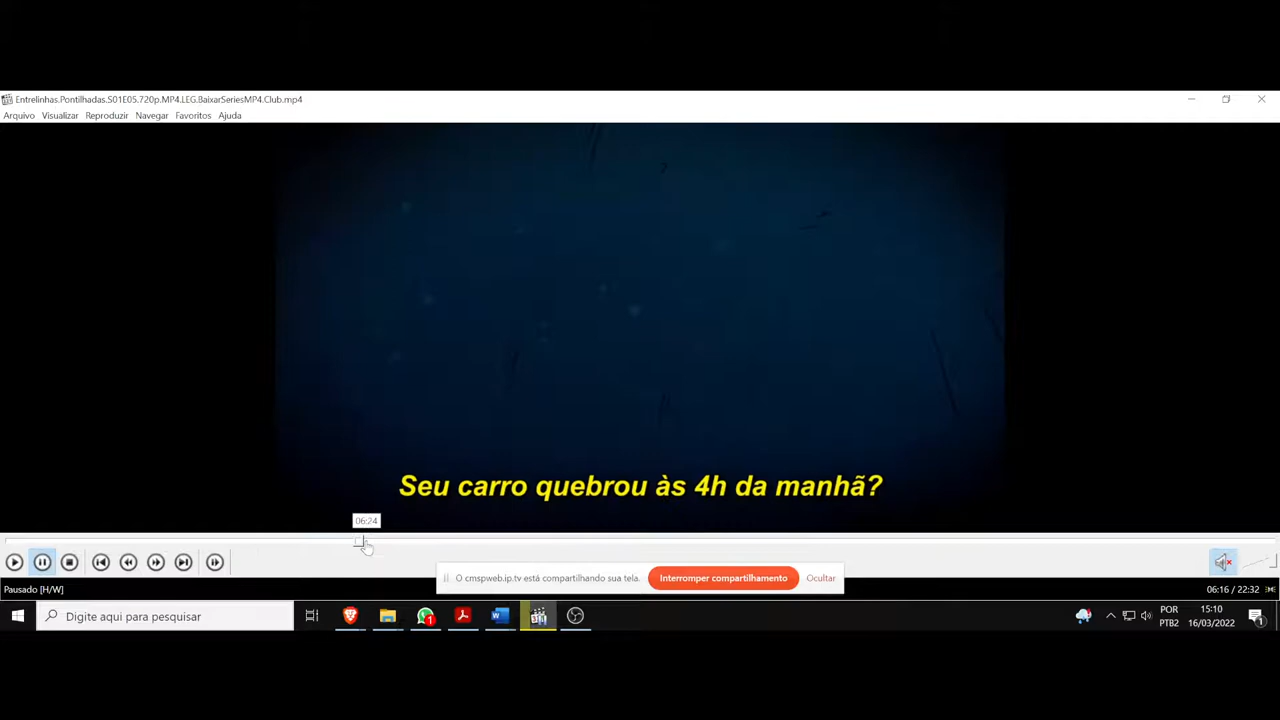 Entrelinhas.Pontilhadas.S01E05.720p.MP4.LEG.BaixarSeriesMP4.Club.mp4
Arquivo Visualizar Reproduzir Navegar Favoritos Ajuda
Seu carro quebrou às 4h da manhã?
06:24
O cmspweb.ip.tv está compartilhando sua tela. Interromper compartilhamento Ocultar
Pausado [H/W] 06:16 / 22:32
Digite aqui para pesquisar 1 POR 15:10
PTB2 16/03/2022 1